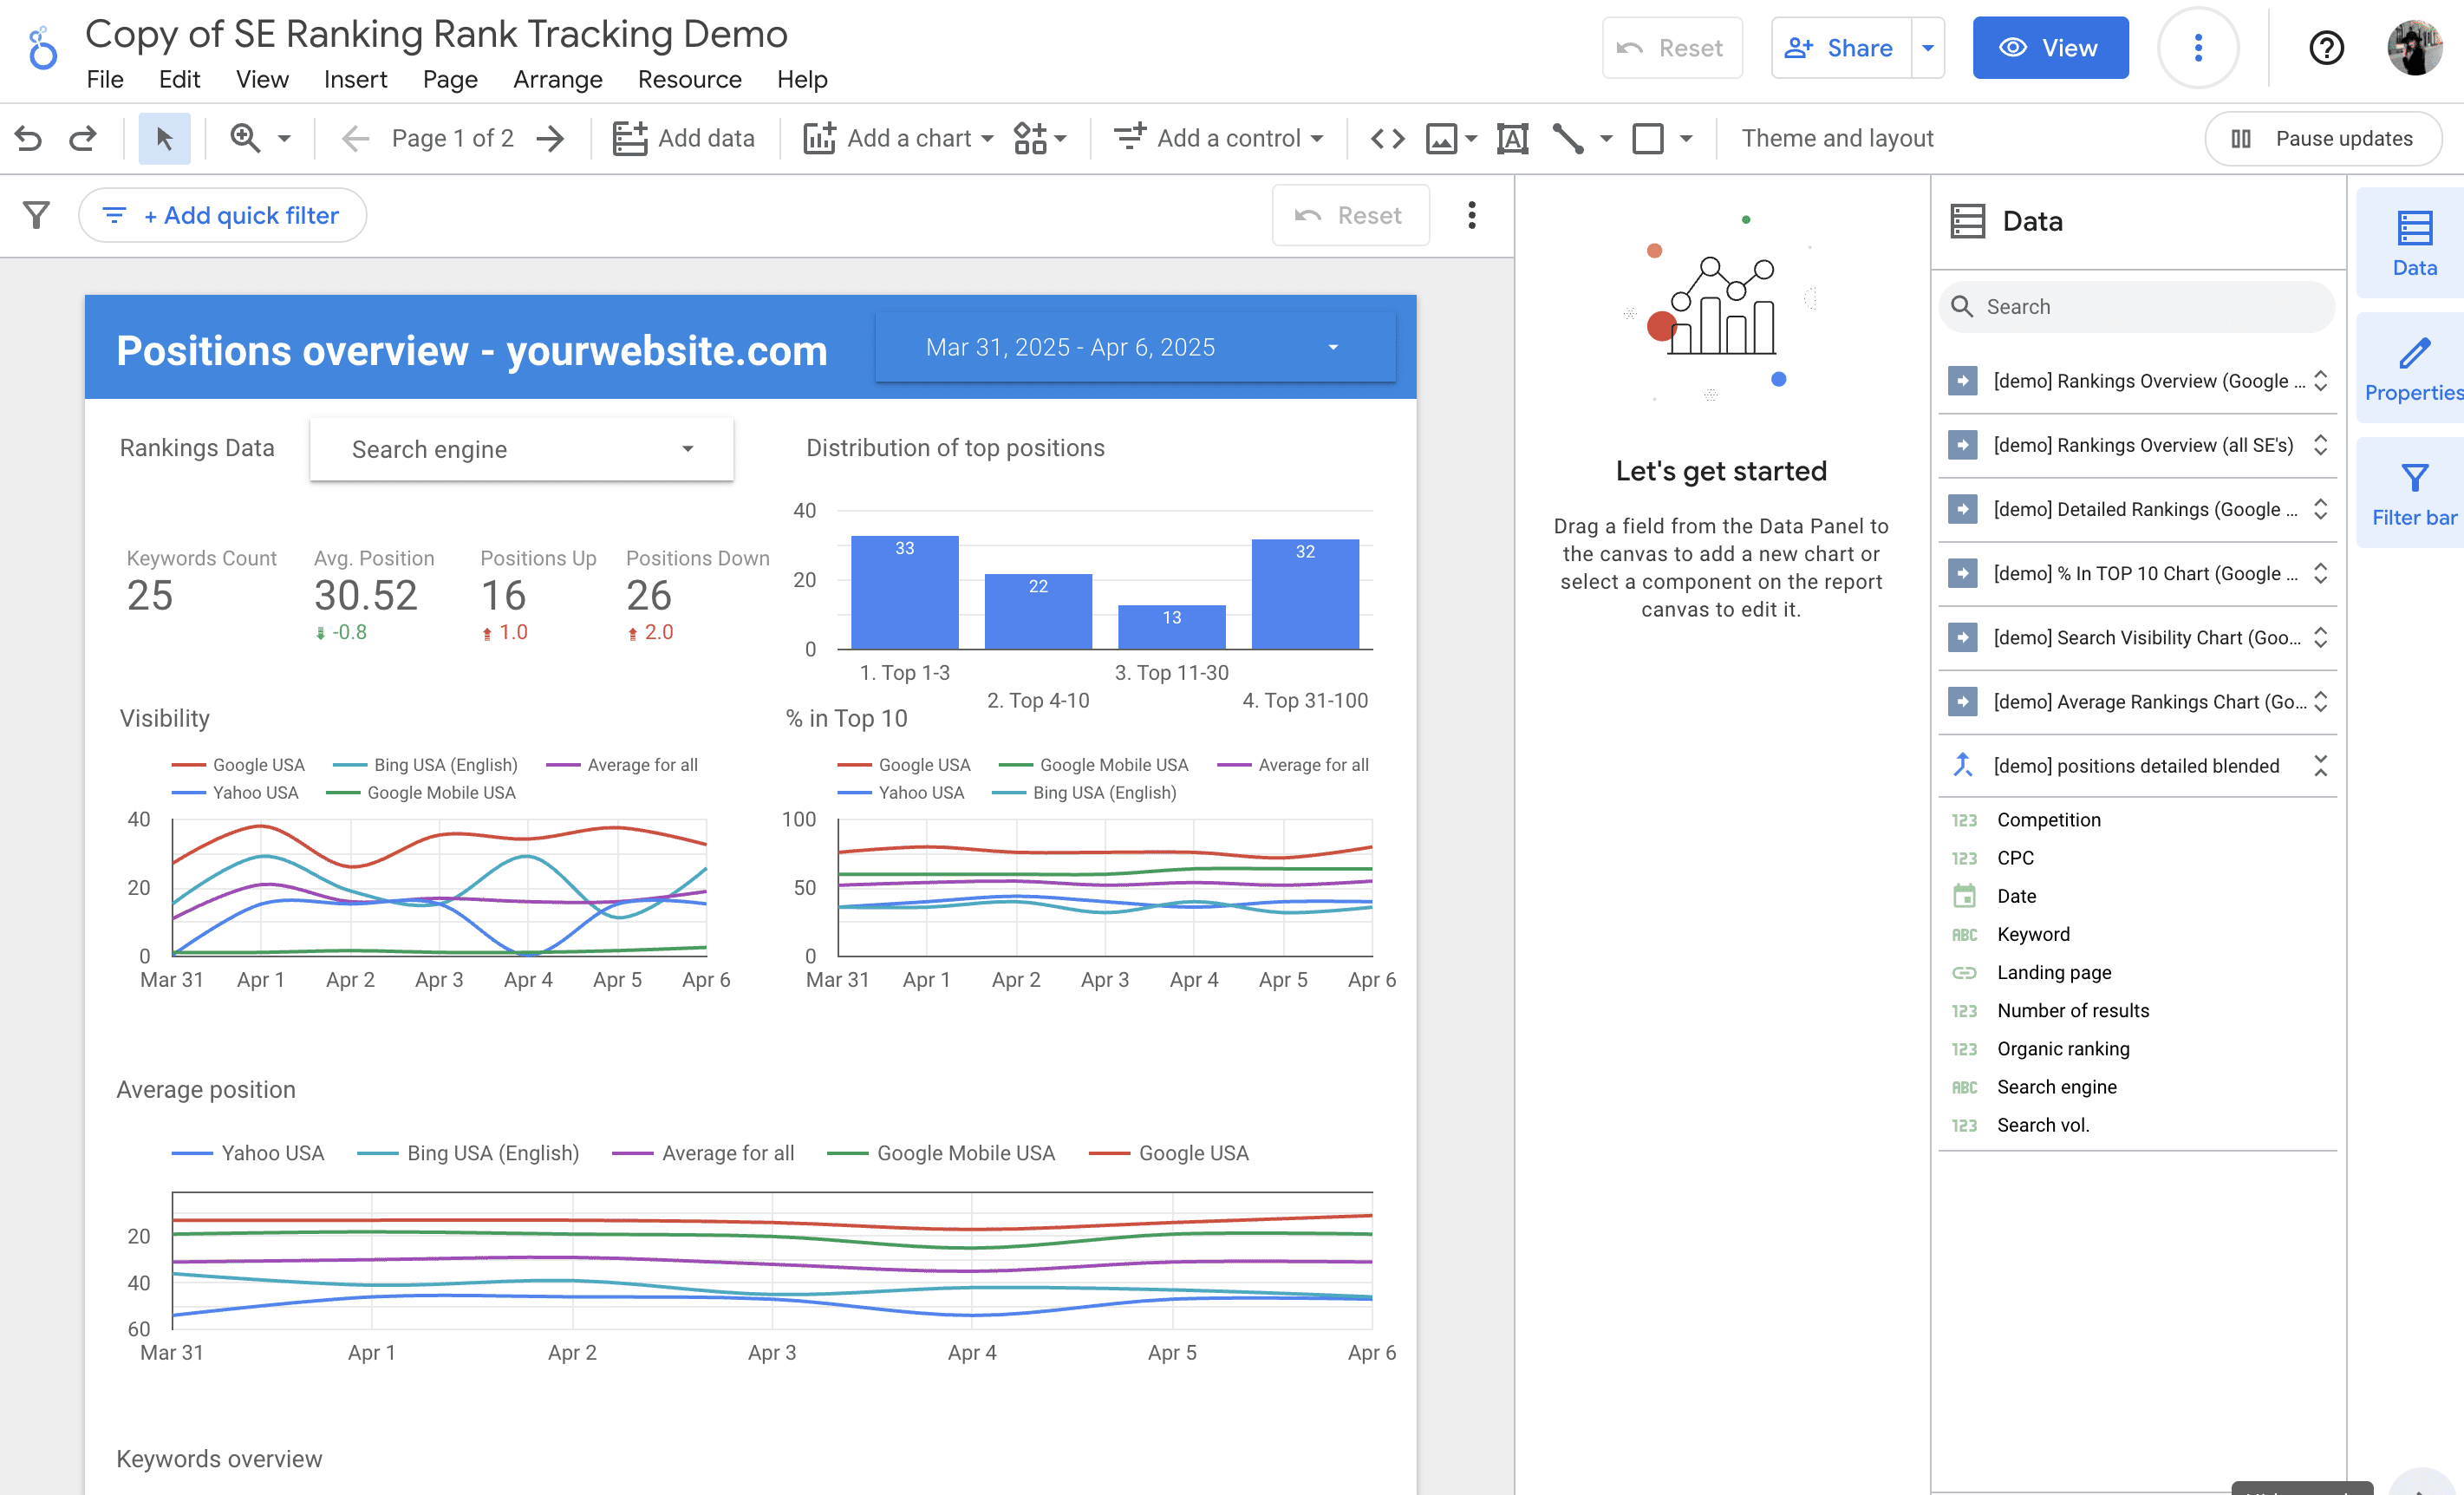 Copy of SE Ranking Rank Tracking Demo
File Edit View Insert Page Arrange Resource Help
Reset
Share
View
Page 1 of 2
Add data
Add a chart
Add a control
Theme and layout
Pause updates
+ Add quick filter
Reset
Positions overview - yourwebsite.com
Mar 31, 2025 - Apr 6, 2025
Rankings Data
Search engine
Keywords Count
25
Avg. Position
30.52
-0.8
Positions Up
16
1.0
Positions Down
26
2.0
Distribution of top positions
40
20
0
33
22
13
32
1. Top 1-3
2. Top 4-10
3. Top 11-30
4. Top 31-100
Visibility
Google USA Bing USA (English) Average for all
Yahoo USA Google Mobile USA
40
20
0
Mar 31 Apr 1 Apr 2 Apr 3 Apr 4 Apr 5 Apr 6
% in Top 10
Google USA Google Mobile USA Average for all
Yahoo USA Bing USA (English)
100
50
0
Mar 31 Apr 1 Apr 2 Apr 3 Apr 4 Apr 5 Apr 6
Average position
Yahoo USA Bing USA (English) Average for all Google Mobile USA Google USA
20
40
60
Mar 31 Apr 1 Apr 2 Apr 3 Apr 4 Apr 5 Apr 6
Keywords overview
Let's get started
Drag a field from the Data Panel to
the canvas to add a new chart or
select a component on the report
canvas to edit it.
Data
Search
[demo] Rankings Overview (Google ...
[demo] Rankings Overview (all SE's)
[demo] Detailed Rankings (Google ...
[demo] % In TOP 10 Chart (Google ...
[demo] Search Visibility Chart (Goo...
[demo] Average Rankings Chart (Go...
[demo] positions detailed blended
123 Competition
123 CPC
Date
ABC Keyword
Landing page
123 Number of results
123 Organic ranking
ABC Search engine
123 Search vol.
Data
Properties
Filter bar